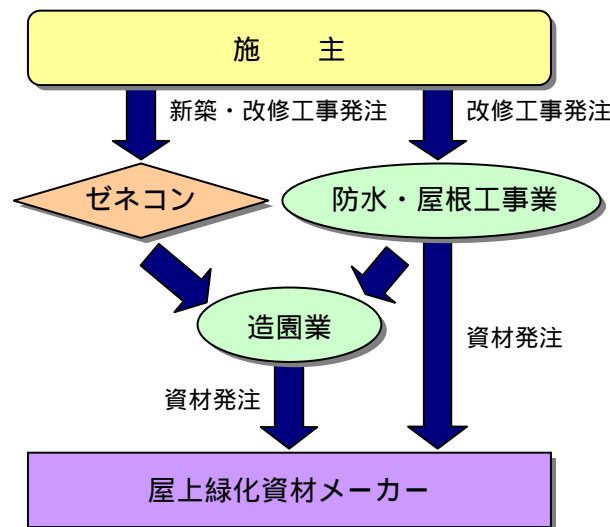 施　主
新築・改修工事発注
改修工事発注
ゼネコン
防水・屋根工事業
造園業
資材発注
資材発注
屋上緑化資材メーカー